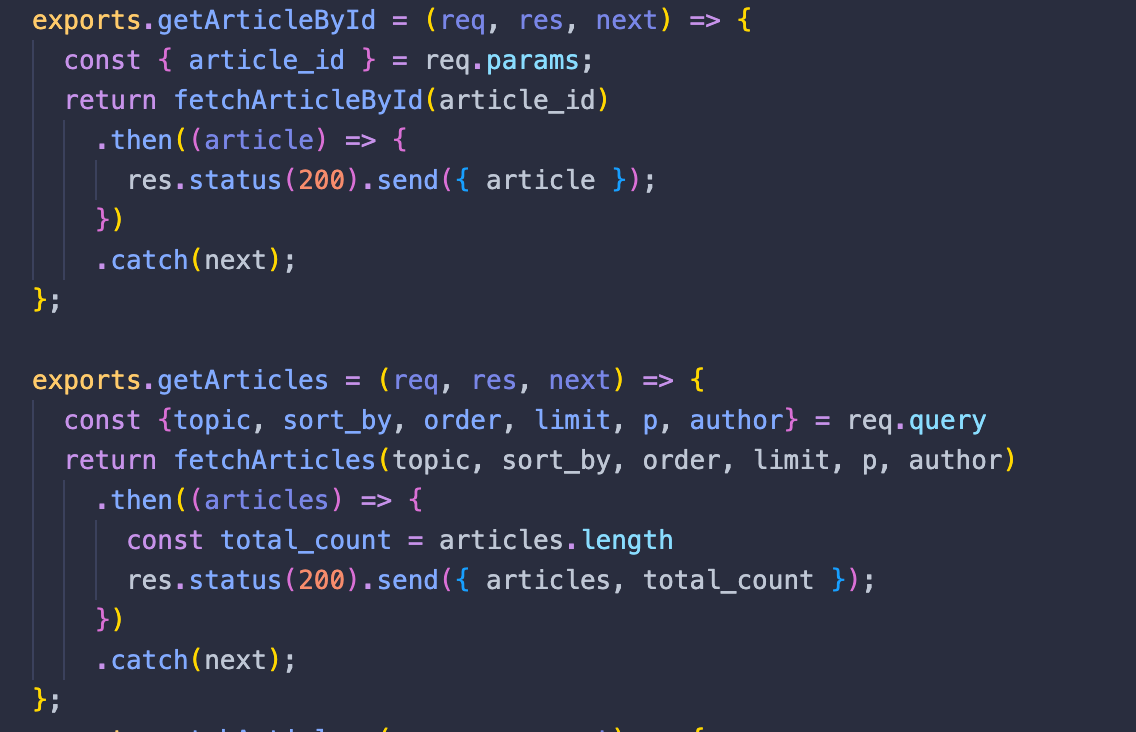 exports.getArticleById = (req, res, next) => {
  const { article_id } = req.params;
  return fetchArticleById(article_id)
    .then((article) => {
      res.status(200).send({ article });
    })
    .catch(next);
};

exports.getArticles = (req, res, next) => {
  const {topic, sort_by, order, limit, p, author} = req.query
  return fetchArticles(topic, sort_by, order, limit, p, author)
    .then((articles) => {
      const total_count = articles.length
      res.status(200).send({ articles, total_count });
    })
    .catch(next);
};